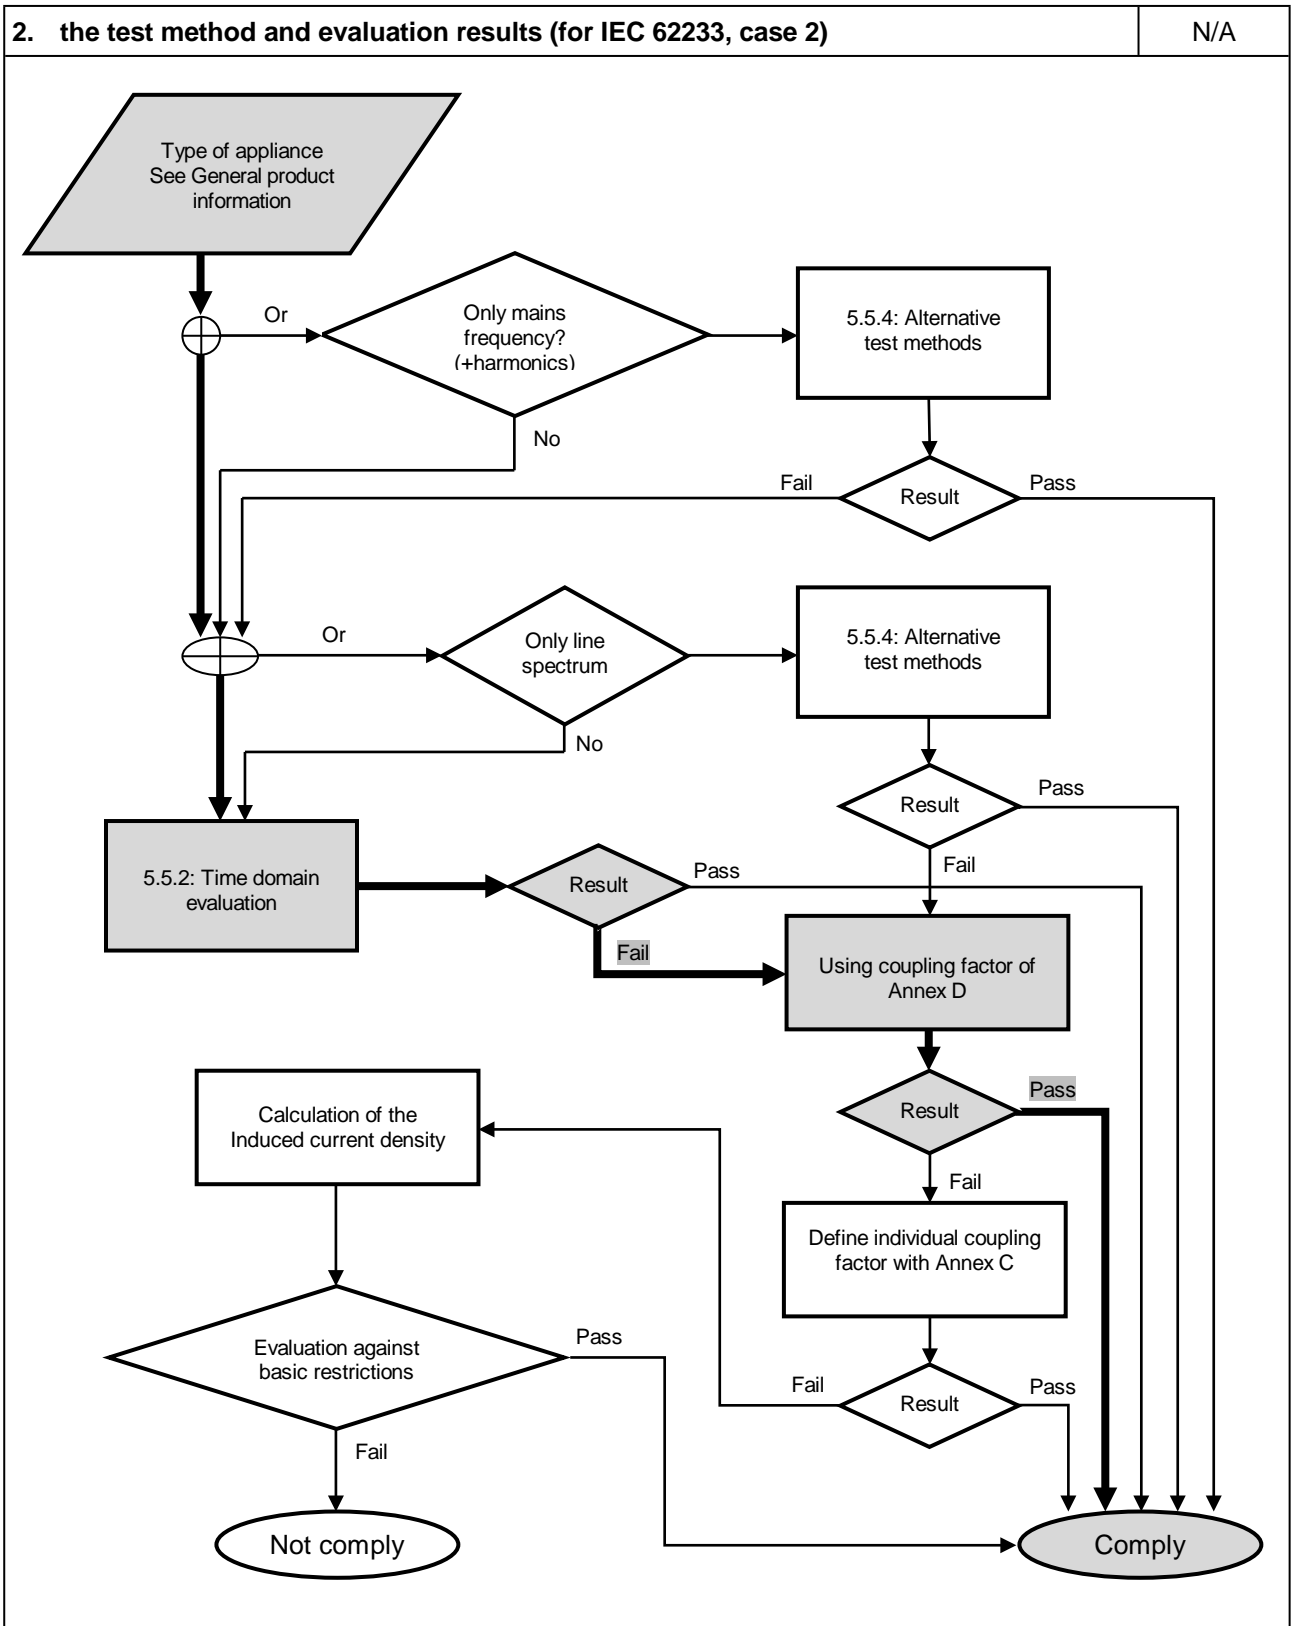 2. the test method and evaluation results (for IEC 62233, case 2)
N/A
Type of appliance
See General product
information
Or
Only mains
frequency?
(+harmonics)
5.5.4: Alternative
test methods
No
Fail
Result
Pass
Or
Only line
spectrum
5.5.4: Alternative
test methods
No
Result
Pass
Fail
5.5.2: Time domain
evaluation
Result
Pass
Fail
Using coupling factor of
Annex D
Result
Pass
Fail
Calculation of the
Induced current density
Define individual coupling
factor with Annex C
Evaluation against
basic restrictions
Pass
Fail
Result
Pass
Fail
Not comply
Comply